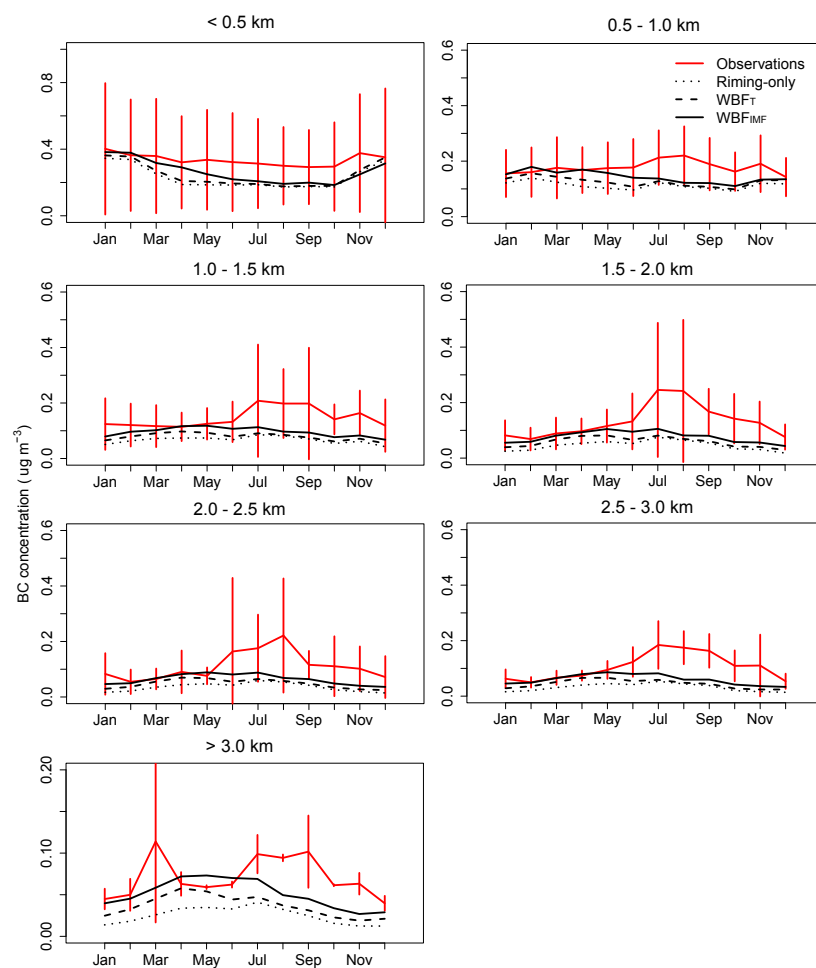 < 0.5 km
0.5 - 1.0 km
0.0 0.4 0.8
0.0 0.2 0.4 0.6
Observations
Riming-only
WBFT
WBFIMF
Jan Mar May Jul Sep Nov
Jan Mar May Jul Sep Nov
1.0 - 1.5 km
1.5 - 2.0 km
0.0 0.2 0.4 0.6
0.0 0.2 0.4 0.6
Jan Mar May Jul Sep Nov
Jan Mar May Jul Sep Nov
BC concentration ( ug m−3)
2.0 - 2.5 km
2.5 - 3.0 km
0.0 0.2 0.4 0.6
0.0 0.2 0.4 0.6
Jan Mar May Jul Sep Nov
Jan Mar May Jul Sep Nov
> 3.0 km
0.00 0.05 0.10 0.20
Jan Mar May Jul Sep Nov